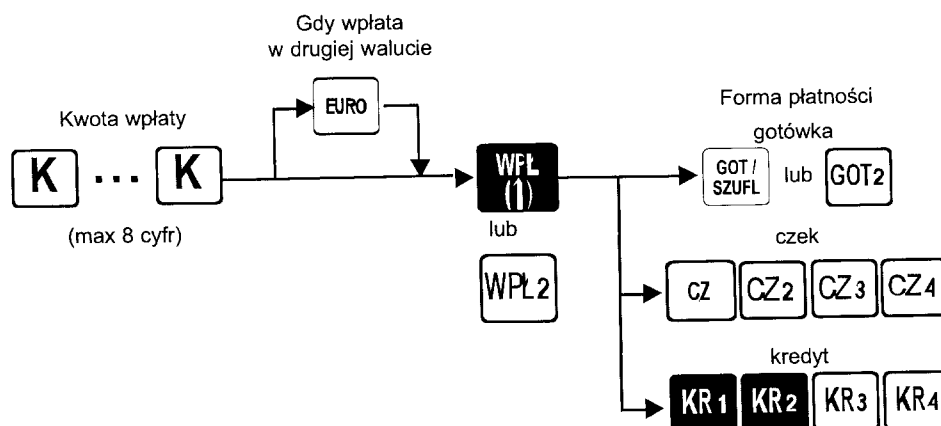 Gdy wpłata
w drugiej walucie
EURO
Kwota wpłaty
K ... K
(max 8 cyfr)
WPŁ
(1)
lub
WPŁ2
Forma płatności
gotówka
GOT /
SZUFL
lub
GOT2
czek
CZ CZ2 CZ3 CZ4
kredyt
KR1 KR2 KR3 KR4